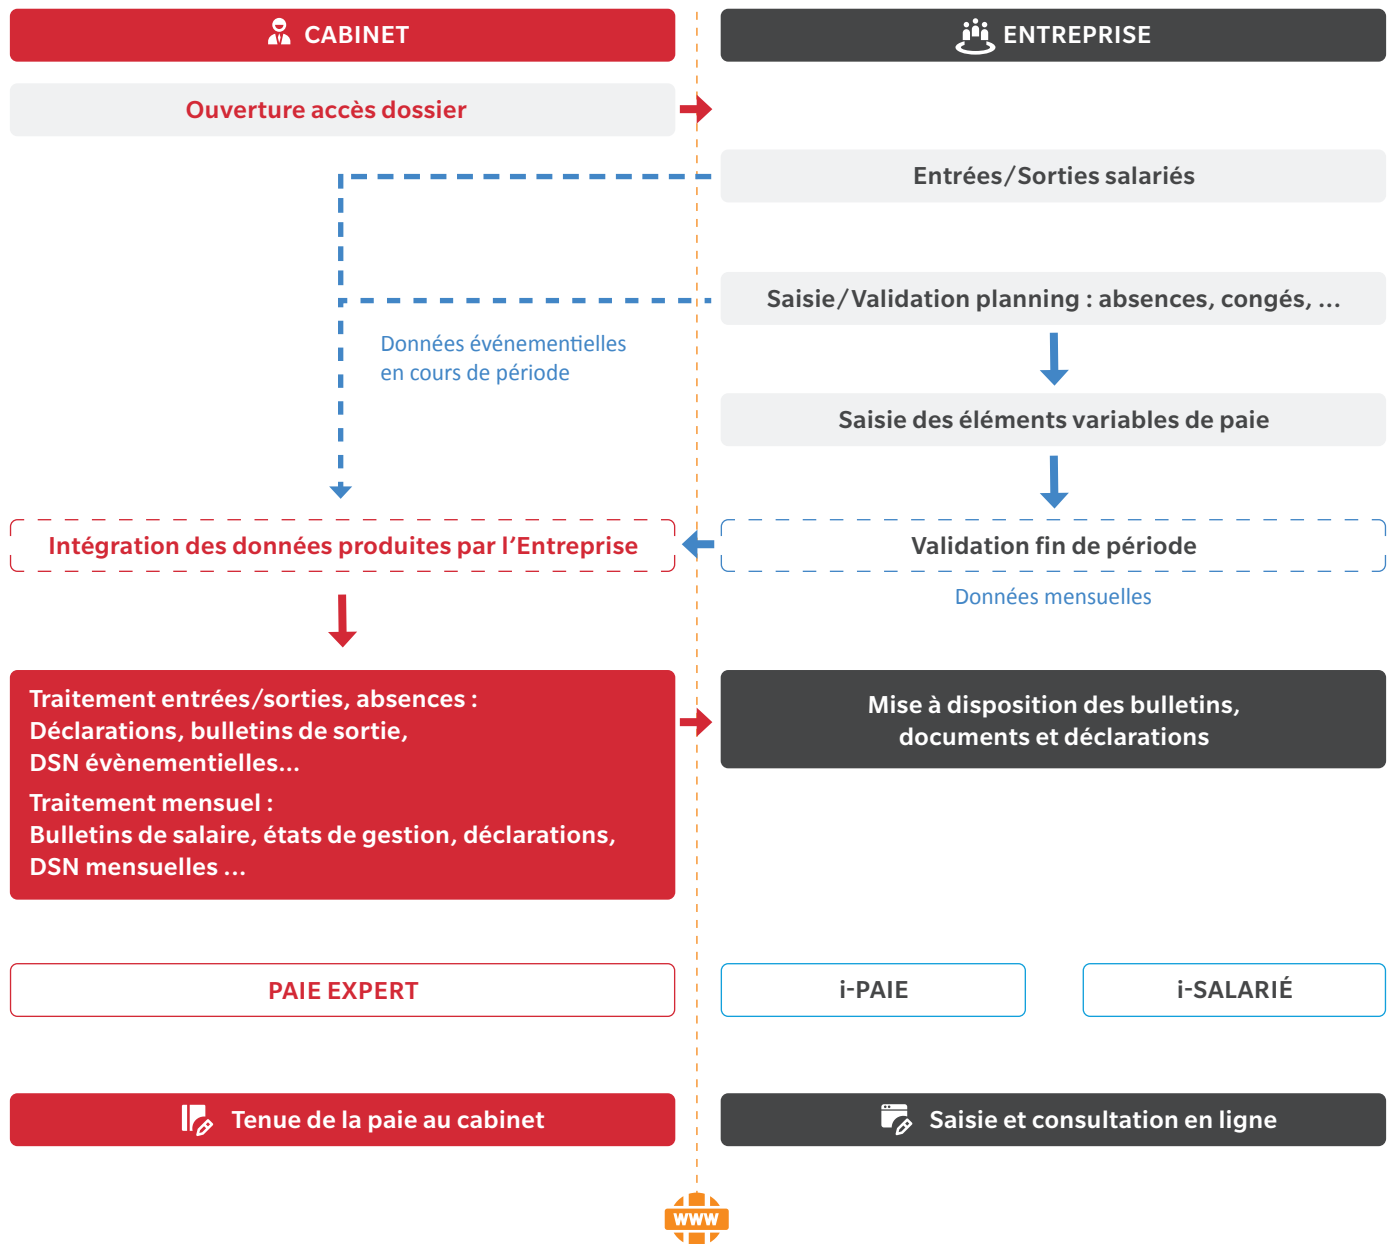 CABINET
ENTREPRISE
Ouverture accès dossier
Entrées/Sorties salariés
Saisie/Validation planning : absences, congés, ...
Données événementielles
en cours de période
Saisie des éléments variables de paie
Intégration des données produites par l'Entreprise
Validation fin de période
Données mensuelles
Traitement entrées/sorties, absences :
Déclarations, bulletins de sortie,
DSN évènementielles...
Traitement mensuel :
Bulletins de salaire, états de gestion, déclarations,
DSN mensuelles ...
Mise à disposition des bulletins,
documents et déclarations
PAIE EXPERT
i-PAIE
i-SALARIÉ
Tenue de la paie au cabinet
Saisie et consultation en ligne
www